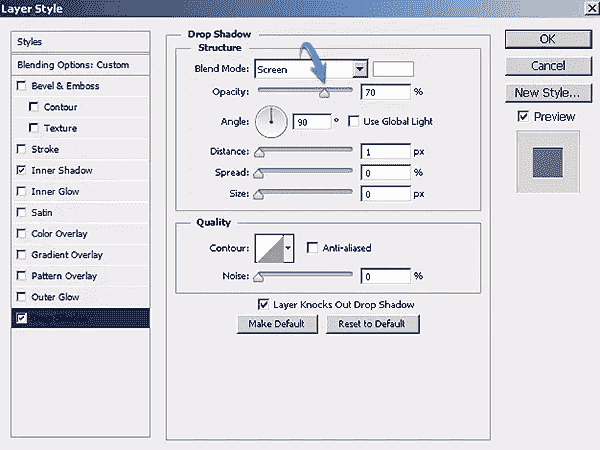 Layer Style
Styles
Blending Options: Custom
Bevel & Emboss
Contour
Texture
Stroke
Inner Shadow
Inner Glow
Satin
Color Overlay
Gradient Overlay
Pattern Overlay
Outer Glow
Drop Shadow
Structure
Blend Mode: Screen
Opacity: 70 %
Angle: 90 ° Use Global Light
Distance: 1 px
Spread: 0 %
Size: 0 px
Quality
Contour: Anti-aliased
Noise: 0 %
Layer Knocks Out Drop Shadow
Make Default Reset to Default
OK
Cancel
New Style...
Preview